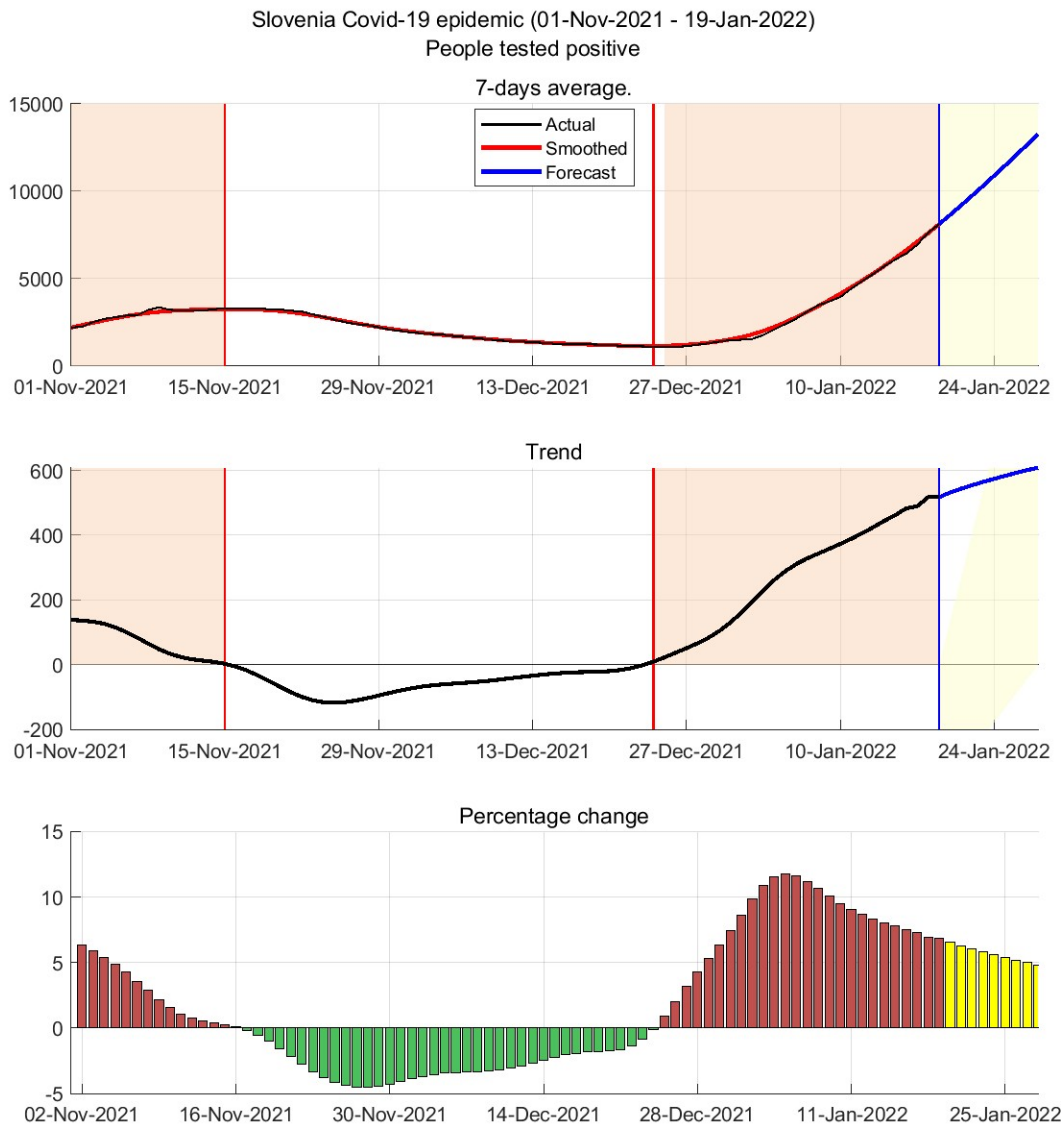 Slovenia Covid-19 epidemic (01-Nov-2021 - 19-Jan-2022)
People tested positive
7-days average.
15000
10000
5000
0
Actual
Smoothed
Forecast
01-Nov-2021 15-Nov-2021 29-Nov-2021 13-Dec-2021 27-Dec-2021 10-Jan-2022 24-Jan-2022
Trend
600
400
200
0
-200
01-Nov-2021 15-Nov-2021 29-Nov-2021 13-Dec-2021 27-Dec-2021 10-Jan-2022 24-Jan-2022
Percentage change
15
10
5
0
-5
02-Nov-2021 16-Nov-2021 30-Nov-2021 14-Dec-2021 28-Dec-2021 11-Jan-2022 25-Jan-2022